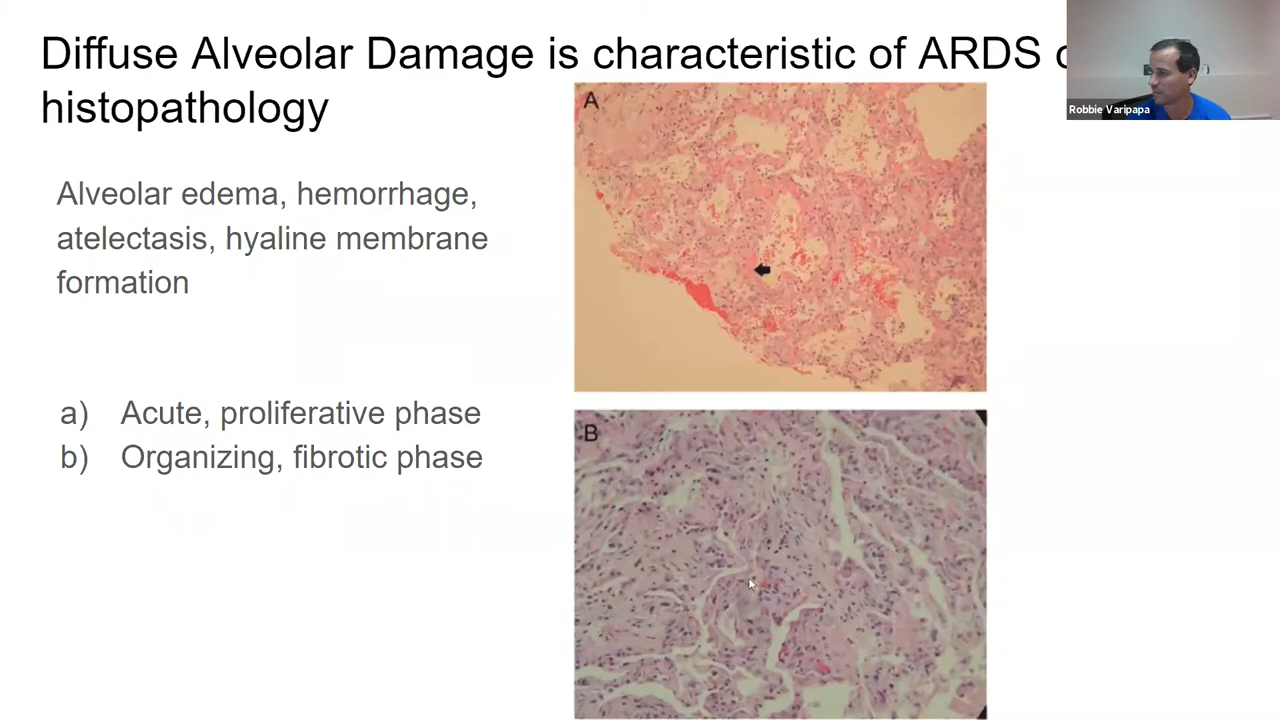 Diffuse Alveolar Damage is characteristic of ARDS
histopathology
Robbie Varipapa
A
Alveolar edema, hemorrhage,
atelectasis, hyaline membrane
formation
a) Acute, proliferative phase
b) Organizing, fibrotic phase
B